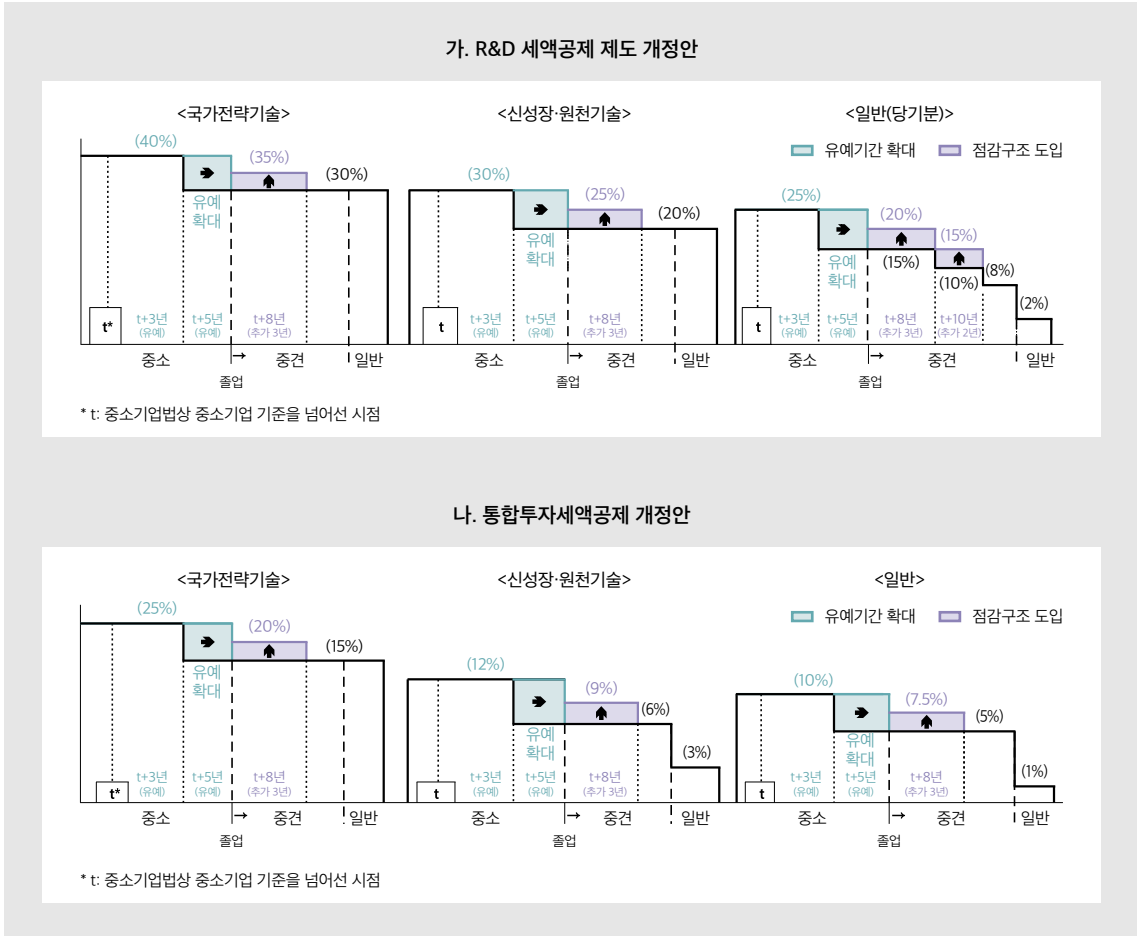 가. R&D 세액공제 제도 개정안
<국가전략기술>
(40%)
(35%)
(30%)
유예
확대
t*
t+3년
(유예)
t+5년
(유예)
t+8년
(추가 3년)
중소
→
중견
일반
졸업
<신성장·원천기술>
(30%)
(25%)
(20%)
유예
확대
t
t+3년
(유예)
t+5년
(유예)
t+8년
(추가 3년)
중소
→
중견
일반
졸업
<일반(당기분)>
유예기간 확대
점감구조 도입
(25%)
(20%)
(15%)
(15%)
(10%)
(8%)
(2%)
유예
확대
t
t+3년
(유예)
t+5년
(유예)
t+8년
(추가 3년)
t+10년
(추가 2년)
중소
→
중견
일반
졸업
* t: 중소기업법상 중소기업 기준을 넘어선 시점
나. 통합투자세액공제 개정안
<국가전략기술>
(25%)
(20%)
(15%)
유예
확대
t*
t+3년
(유예)
t+5년
(유예)
t+8년
(추가 3년)
중소
→
중견
일반
졸업
<신성장·원천기술>
(12%)
(9%)
(6%)
(3%)
유예
확대
t
t+3년
(유예)
t+5년
(유예)
t+8년
(추가 3년)
중소
→
중견
일반
졸업
<일반>
유예기간 확대
점감구조 도입
(10%)
(7.5%)
(5%)
(1%)
유예
확대
t
t+3년
(유예)
t+5년
(유예)
t+8년
(추가 3년)
중소
→
중견
일반
졸업
* t: 중소기업법상 중소기업 기준을 넘어선 시점